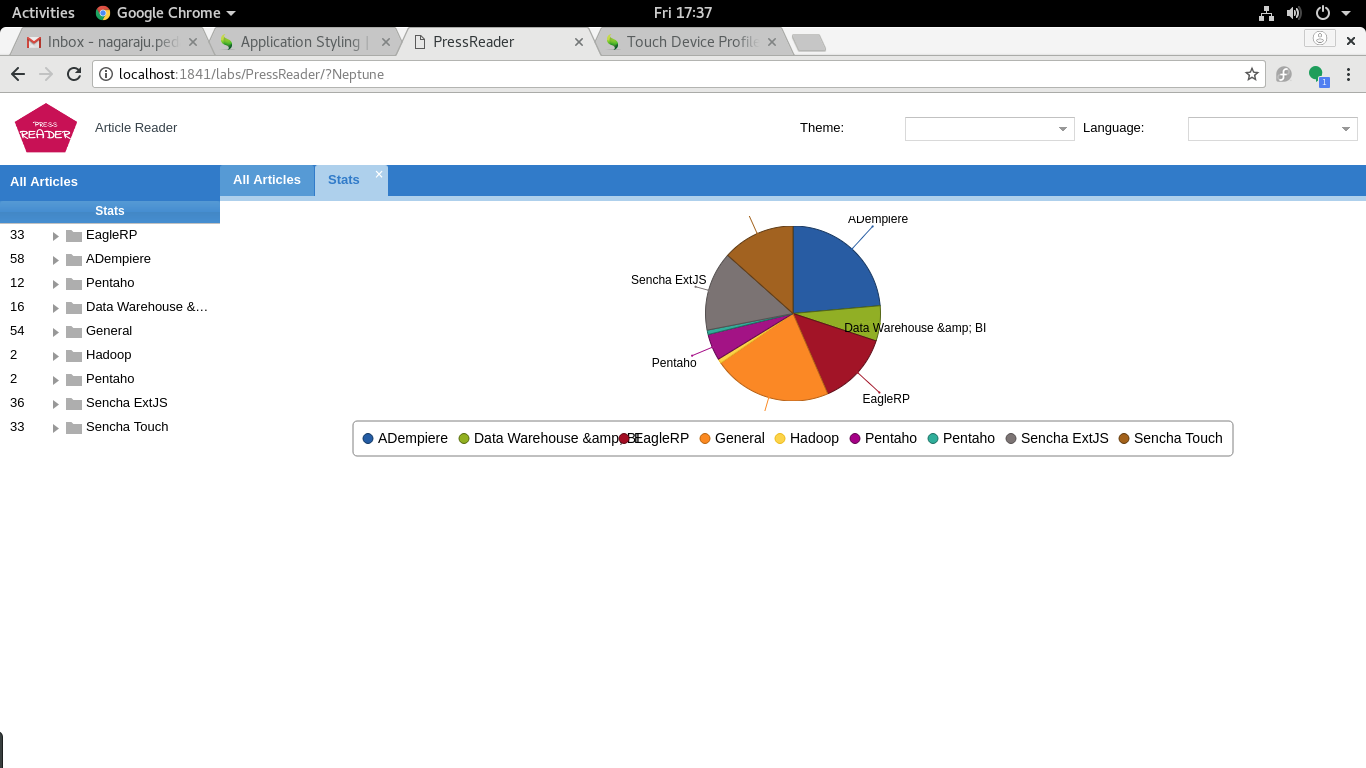 Activities Google Chrome Fri 17:37
Inbox - nagaraju.ped Application Styling | PressReader Touch Device Profile
localhost:1841/labs/PressReader/?Neptune 1
PRESS
READER
Article Reader Theme: Language:
All Articles All Articles Stats
Stats
33 EagleRP
58 ADempiere
12 Pentaho
16 Data Warehouse &...
54 General
2 Hadoop
2 Pentaho
36 Sencha ExtJS
33 Sencha Touch
ADempiere
Sencha ExtJS
Data Warehouse &amp; BI
Pentaho
EagleRP
ADempiere Data Warehouse &amp; BI EagleRP General Hadoop Pentaho Pentaho Sencha ExtJS Sencha Touch